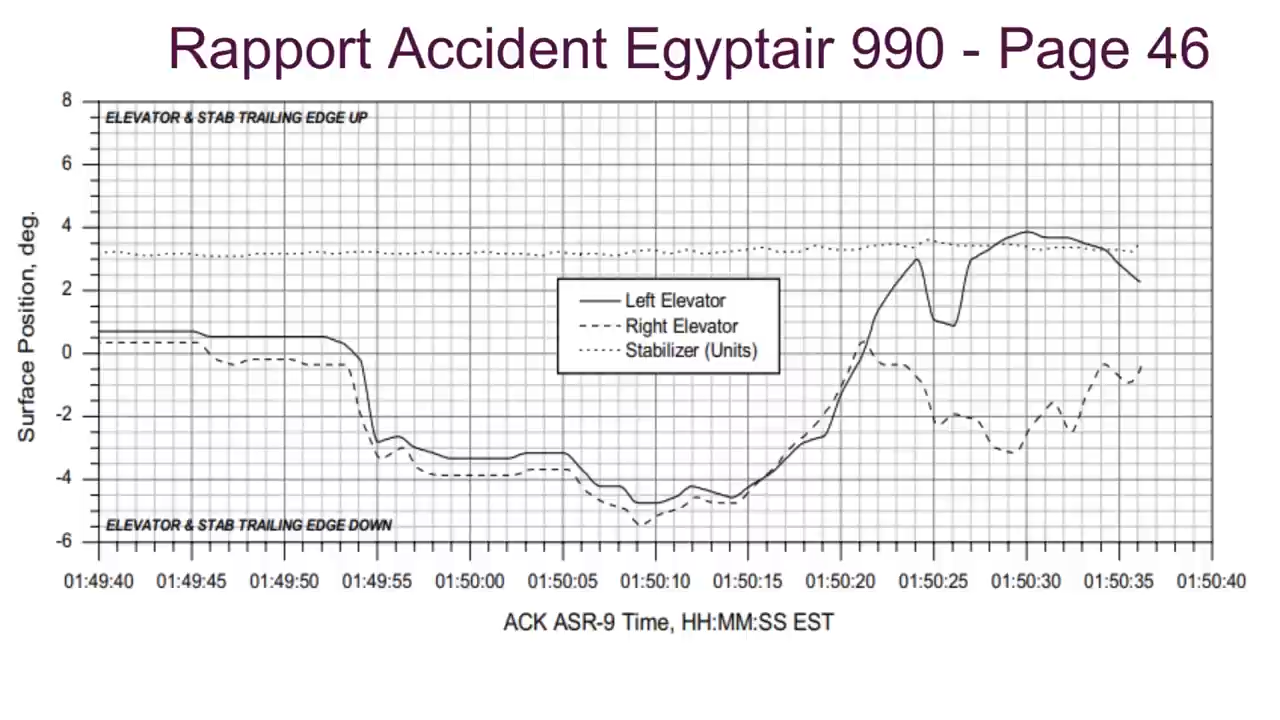 Rapport Accident Egyptair 990 - Page 46
8
ELEVATOR & STAB TRAILING EDGE UP
6
4
2
0
-2
-4
-6
Surface Position, deg.
Left Elevator
Right Elevator
Stabilizer (Units)
ELEVATOR & STAB TRAILING EDGE DOWN
01:49:40 01:49:45 01:49:50 01:49:55 01:50:00 01:50:05 01:50:10 01:50:15 01:50:20 01:50:25 01:50:30 01:50:35 01:50:40
ACK ASR-9 Time, HH:MM:SS EST